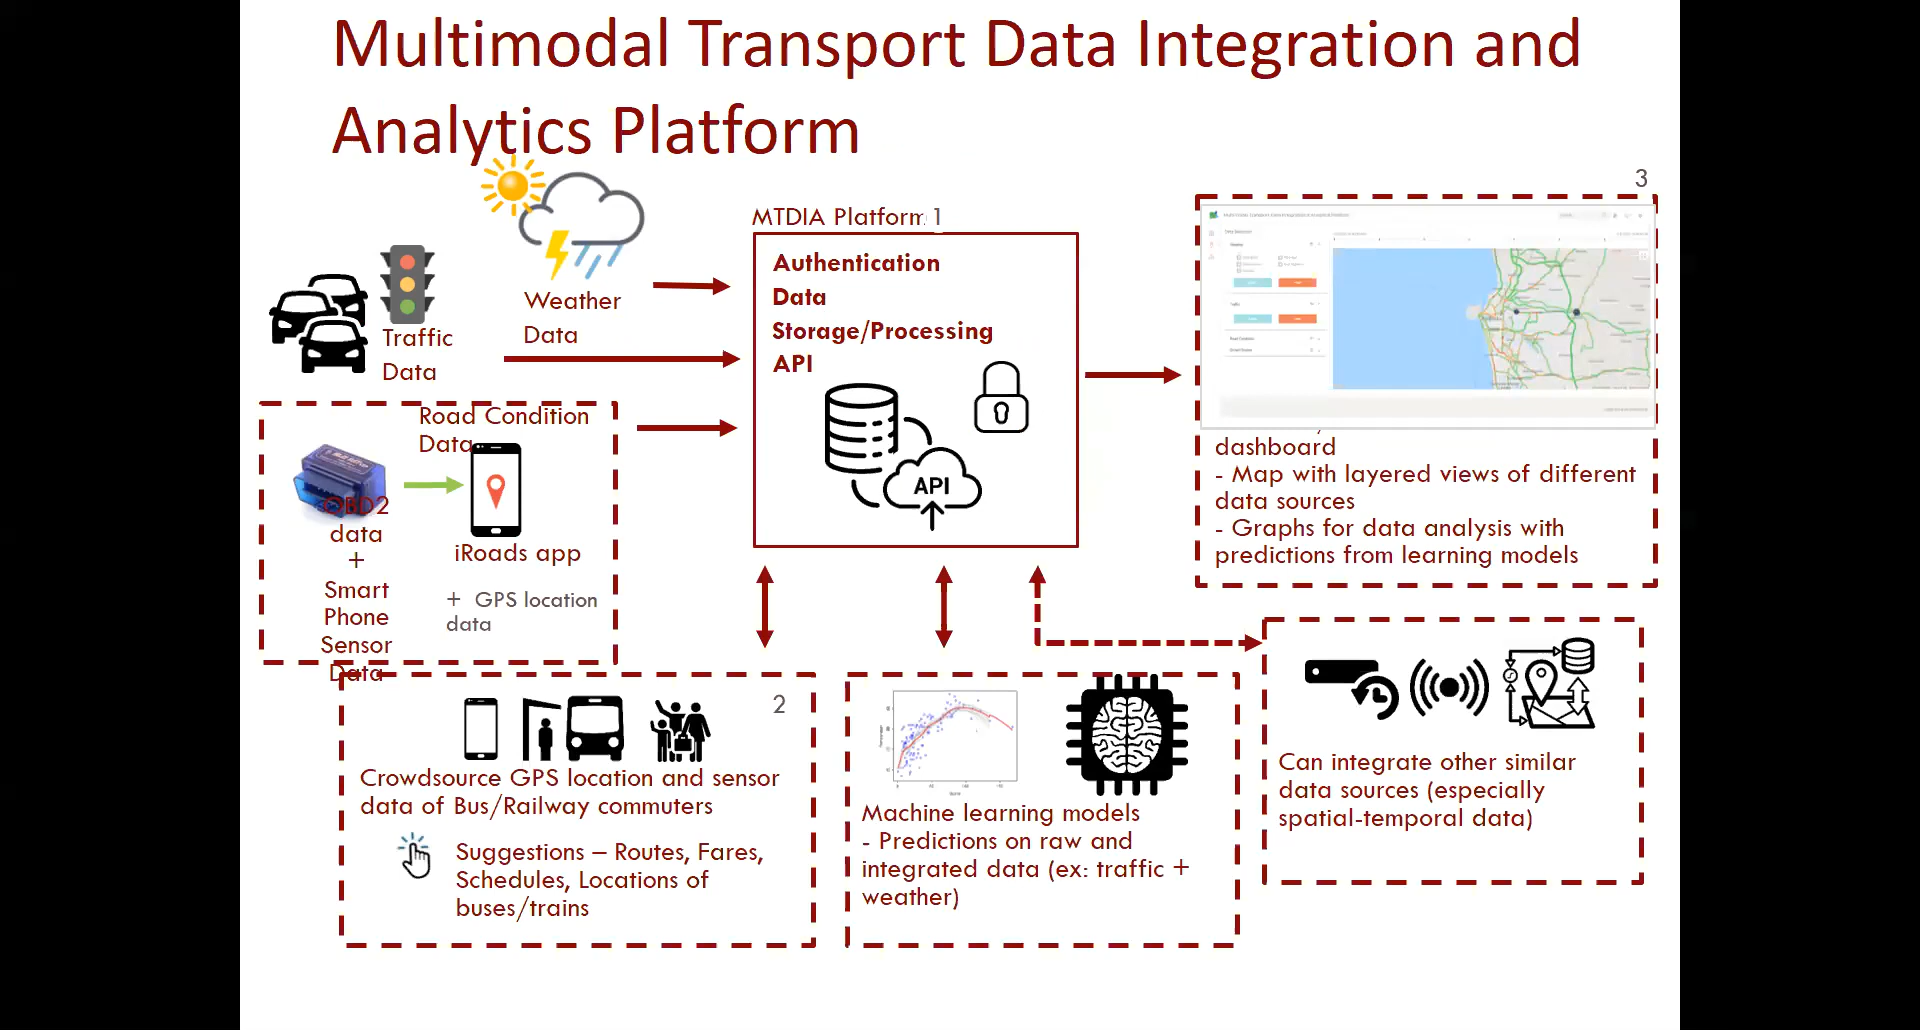 Multimodal Transport Data Integration and
Analytics Platform
3
MTDIA Platform 1
Authentication
Data
Storage/Processing
API
API
Weather
Data
Traffic
Data
Road Condition
Data
OBD2
data
+
Smart
Phone
Sensor
Data
iRoads app
+ GPS location
data
dashboard
- Map with layered views of different
data sources
- Graphs for data analysis with
predictions from learning models
2
Crowdsource GPS location and sensor
data of Bus/Railway commuters
Suggestions – Routes, Fares,
Schedules, Locations of
buses/trains
Machine learning models
- Predictions on raw and
integrated data (ex: traffic +
weather)
Can integrate other similar
data sources (especially
spatial-temporal data)